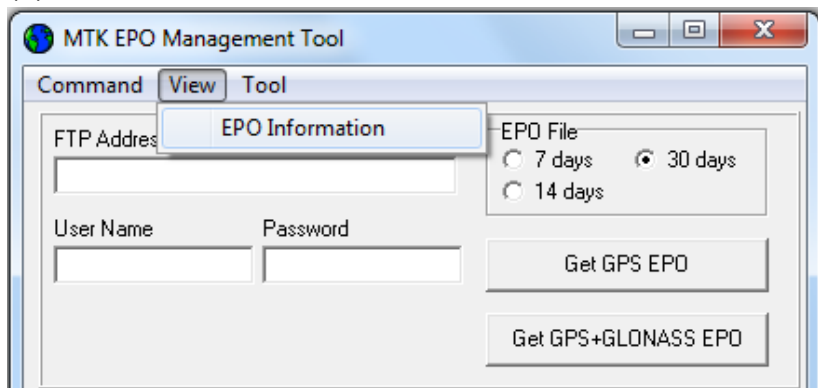 MTK EPO Management Tool
Command View Tool
EPO Information
FTP Addres
EPO File
7 days 30 days
14 days
User Name Password
Get GPS EPO
Get GPS+GLONASS EPO